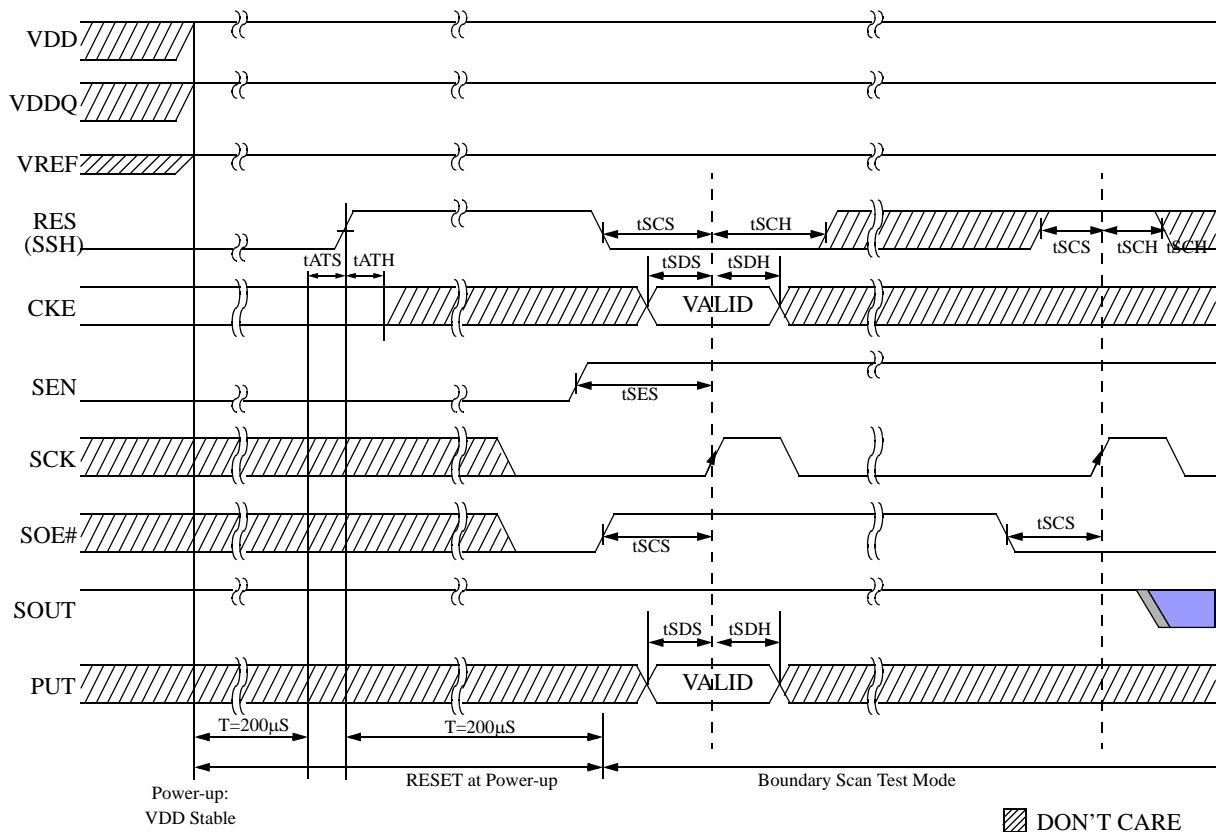 VDD
VDDQ
VREF
RES
(SSH)
tSCS
tSCH
tSCS
tSCH
tSCH
tATS
tATH
tSDS
tSDH
CKE
VALID
SEN
tSES
SCK
SOE#
tSCS
tSCS
SOUT
tSDS
tSDH
PUT
VALID
T=200μS
T=200μS
RESET at Power-up
Boundary Scan Test Mode
Power-up:
VDD Stable
DON'T CARE